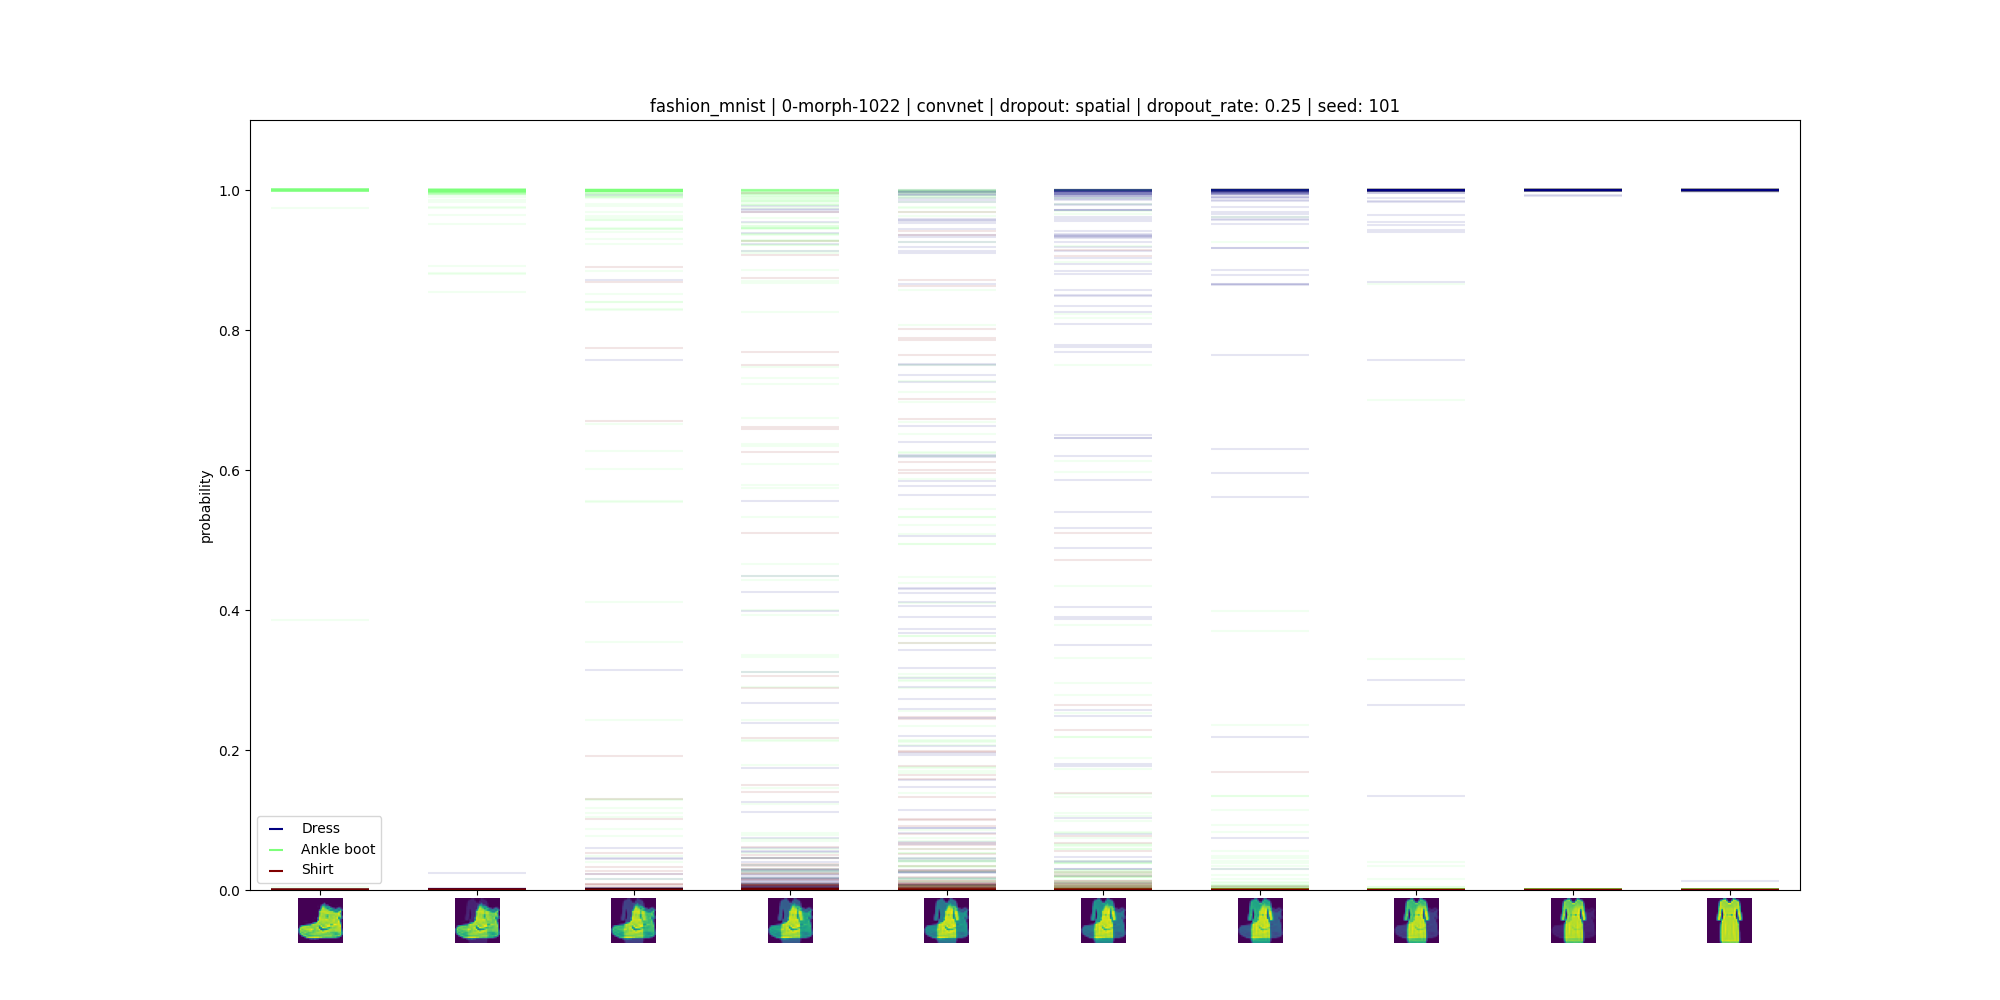 fashion_mnist | 0-morph-1022 | convnet | dropout: spatial | dropout_rate: 0.25 | seed: 101
1.0
0.8
0.6
0.4
0.2
0.0
probability
Dress
Ankle boot
Shirt